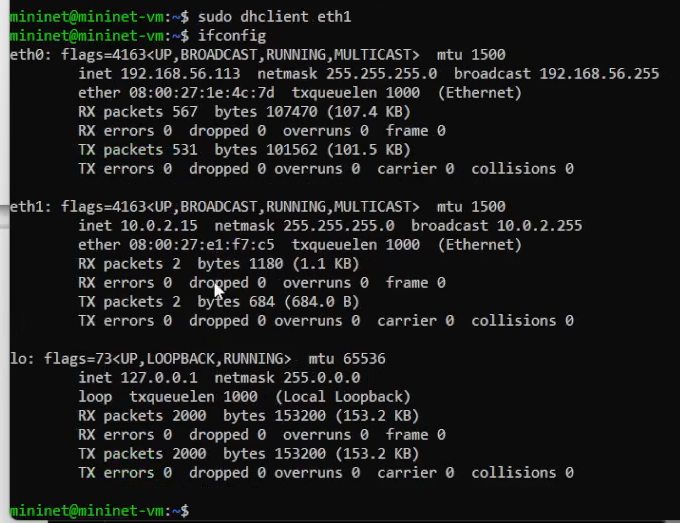 mininet@mininet-vm:~$ sudo dhclient eth1
mininet@mininet-vm:~$ ifconfig
eth0: flags=4163<UP,BROADCAST,RUNNING,MULTICAST>  mtu 1500
        inet 192.168.56.113  netmask 255.255.255.0  broadcast 192.168.56.255
        ether 08:00:27:1e:4c:7d  txqueuelen 1000  (Ethernet)
        RX packets 567  bytes 107470 (107.4 KB)
        RX errors 0  dropped 0  overruns 0  frame 0
        TX packets 531  bytes 101562 (101.5 KB)
        TX errors 0  dropped 0 overruns 0  carrier 0  collisions 0

eth1: flags=4163<UP,BROADCAST,RUNNING,MULTICAST>  mtu 1500
        inet 10.0.2.15  netmask 255.255.255.0  broadcast 10.0.2.255
        ether 08:00:27:e1:f7:c5  txqueuelen 1000  (Ethernet)
        RX packets 2  bytes 1180 (1.1 KB)
        RX errors 0  dropped 0  overruns 0  frame 0
        TX packets 2  bytes 684 (684.0 B)
        TX errors 0  dropped 0 overruns 0  carrier 0  collisions 0

lo: flags=73<UP,LOOPBACK,RUNNING>  mtu 65536
        inet 127.0.0.1  netmask 255.0.0.0
        loop  txqueuelen 1000  (Local Loopback)
        RX packets 2000  bytes 153200 (153.2 KB)
        RX errors 0  dropped 0  overruns 0  frame 0
        TX packets 2000  bytes 153200 (153.2 KB)
        TX errors 0  dropped 0 overruns 0  carrier 0  collisions 0

mininet@mininet-vm:~$